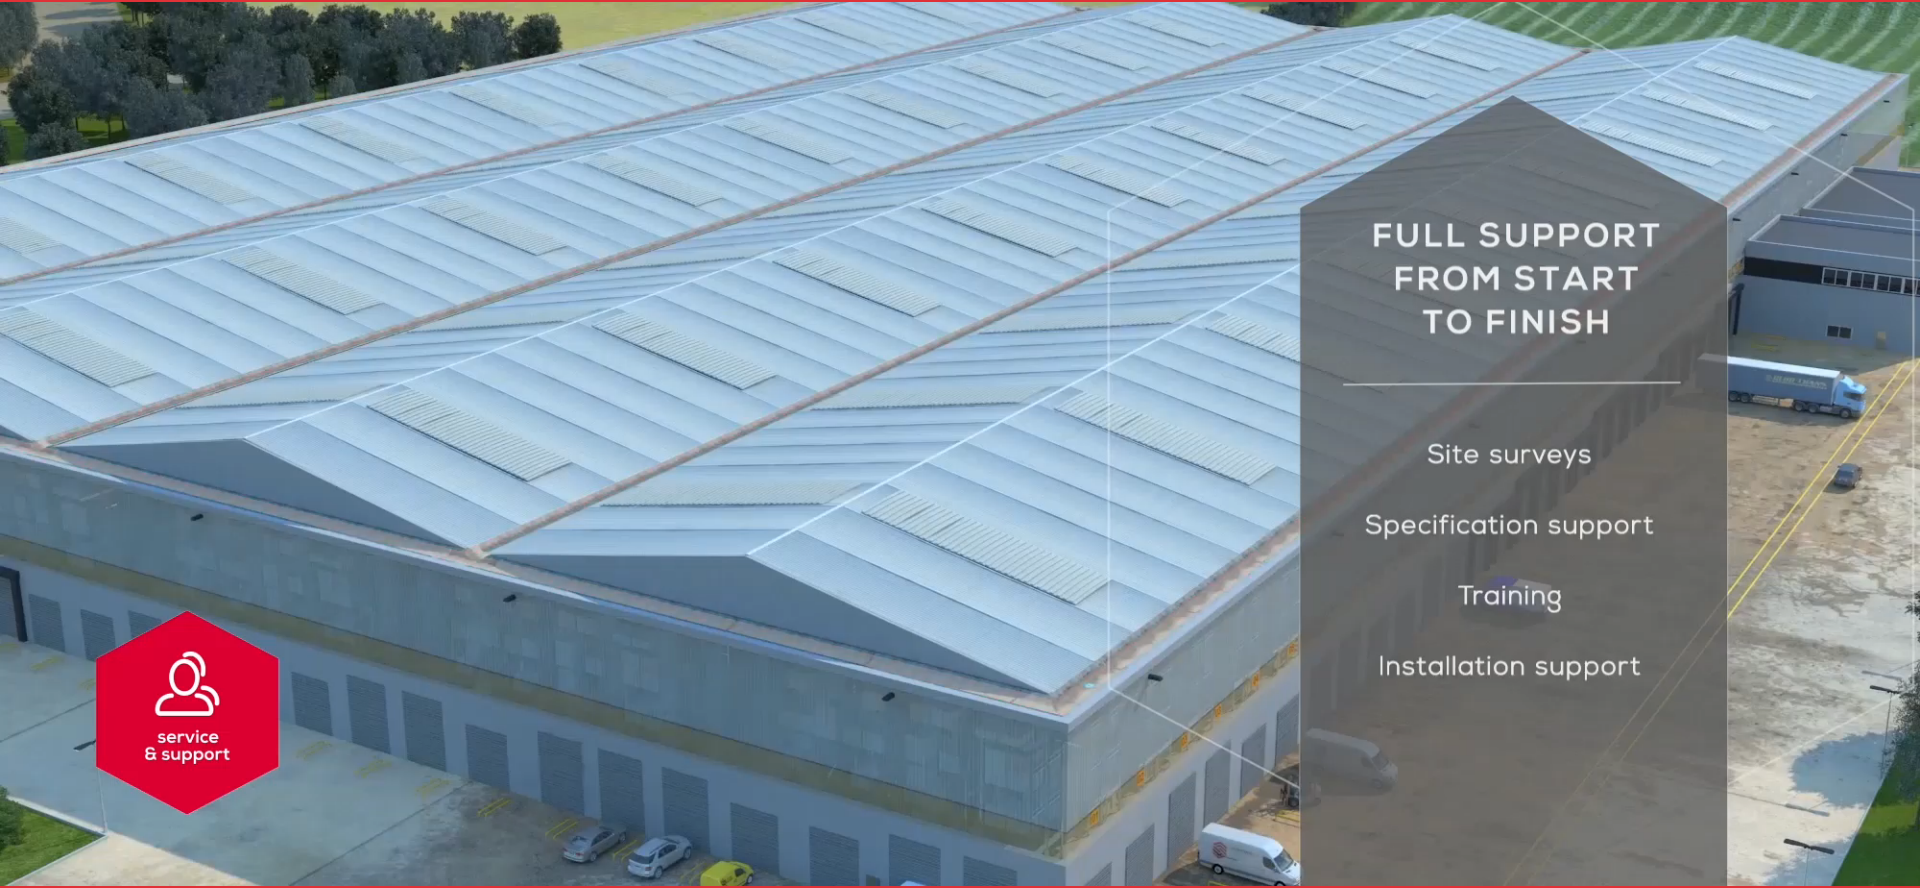 FULL SUPPORT
FROM START
TO FINISH
Site surveys
Specification support
Training
Installation support
service
& support